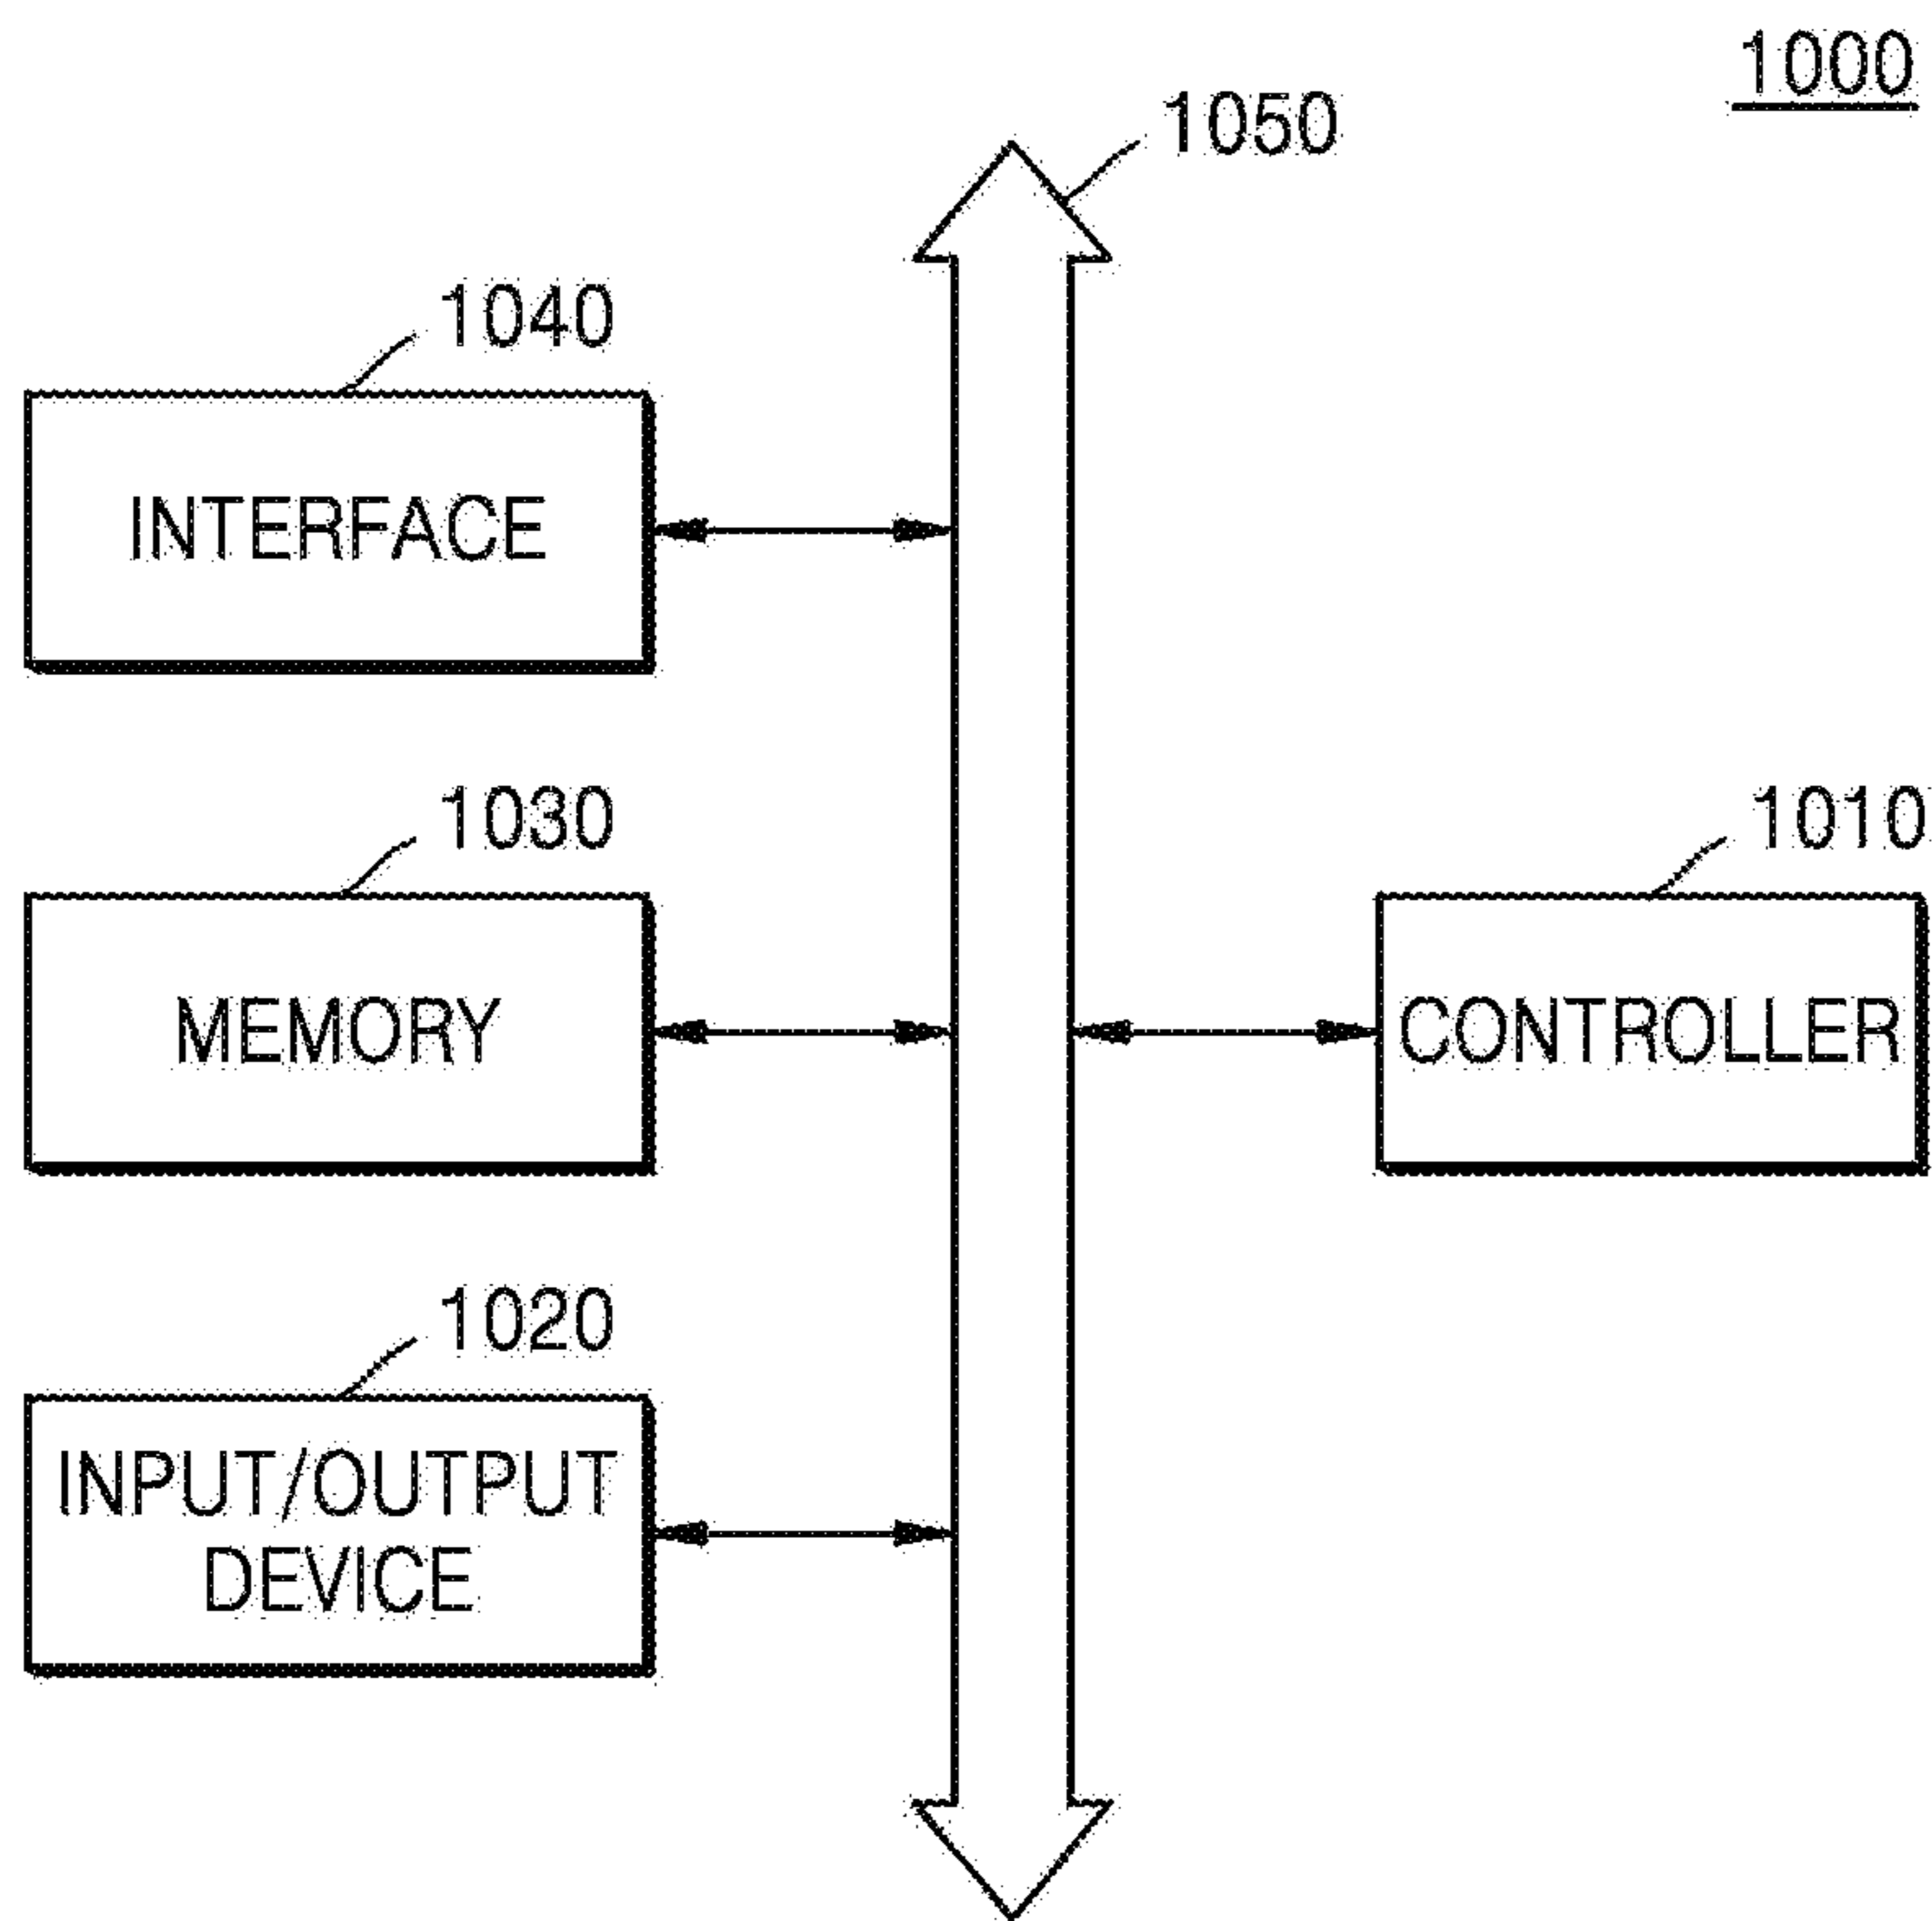 1000
1050
1040
INTERFACE
1030
MEMORY
1010
CONTROLLER
1020
INPUT/OUTPUT
DEVICE